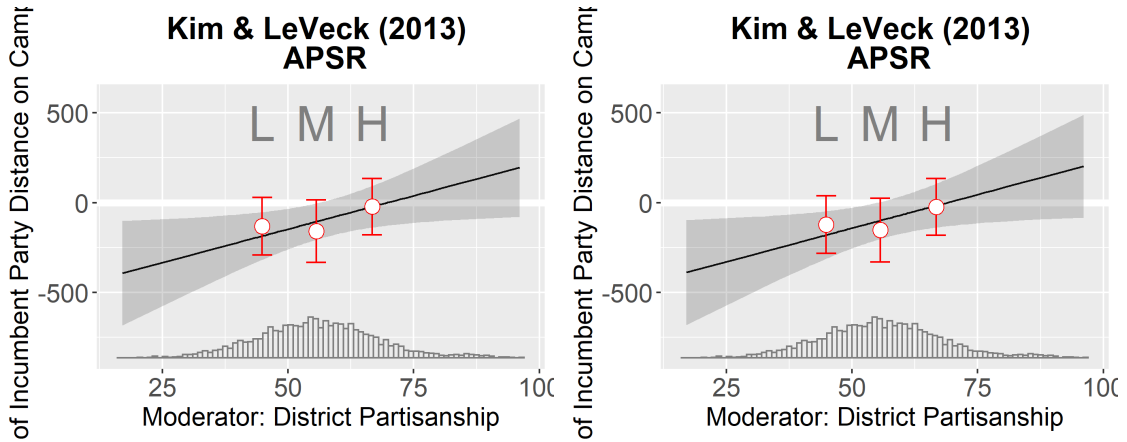 Kim & LeVeck (2013)
APSR
of Incumbent Party Distance on Camp
500
0
-500
L M H
25 50 75 100
Moderator: District Partisanship
Kim & LeVeck (2013)
APSR
of Incumbent Party Distance on Camp
500
0
-500
L M H
25 50 75 100
Moderator: District Partisanship